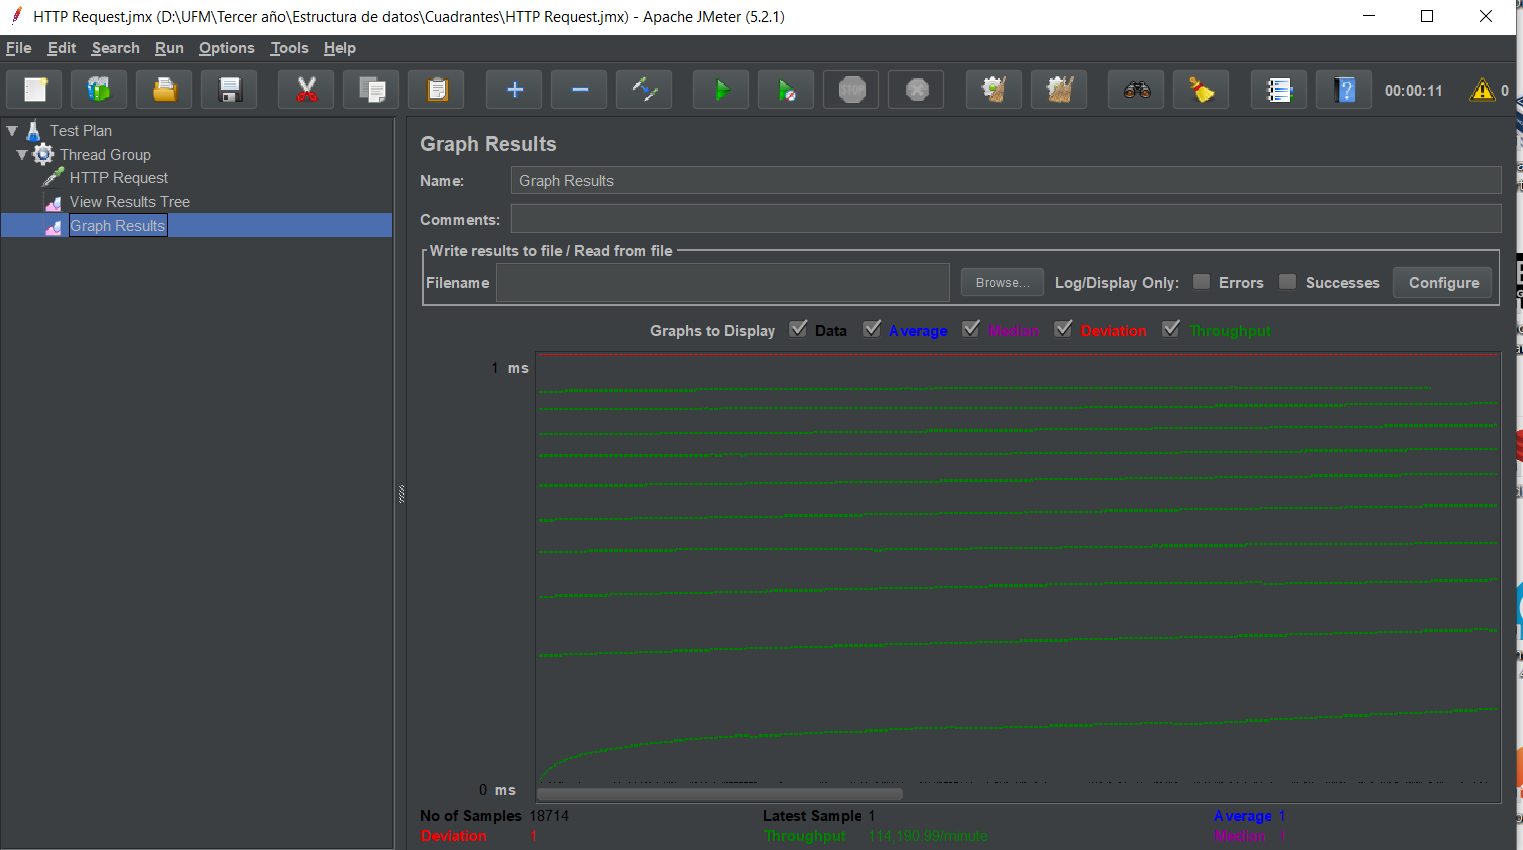 HTTP Request.jmx (D:\UFM\Tercer año\Estructura de datos\Cuadrantes\HTTP Request.jmx) - Apache JMeter (5.2.1)
File Edit Search Run Options Tools Help
STOP 00:00:11 0
Test Plan
Thread Group
HTTP Request
View Results Tree
Graph Results
Graph Results
Name: Graph Results
Comments:
Write results to file / Read from file
Filename Browse... Log/Display Only: Errors Successes Configure
Graphs to Display Data Average Median Deviation Throughput
1 ms
0 ms
No of Samples 18714 Latest Sample 1 Average 1
Deviation 1 Throughput 114,190.99/minute Median 1